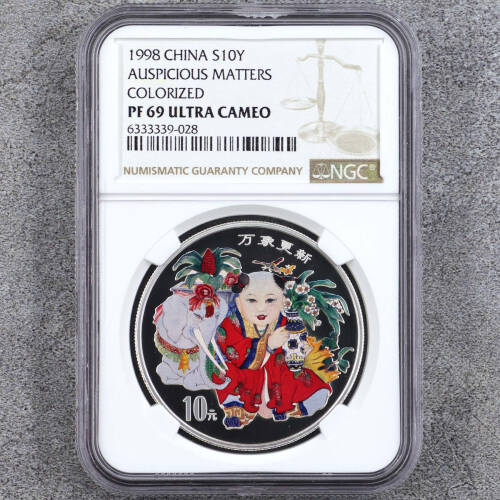 1998 CHINA S10Y
AUSPICIOUS MATTERS
COLORIZED
PF 69 ULTRA CAMEO
6333339-028
NUMISMATIC GUARANTY COMPANY
NGC
万象更新
10元